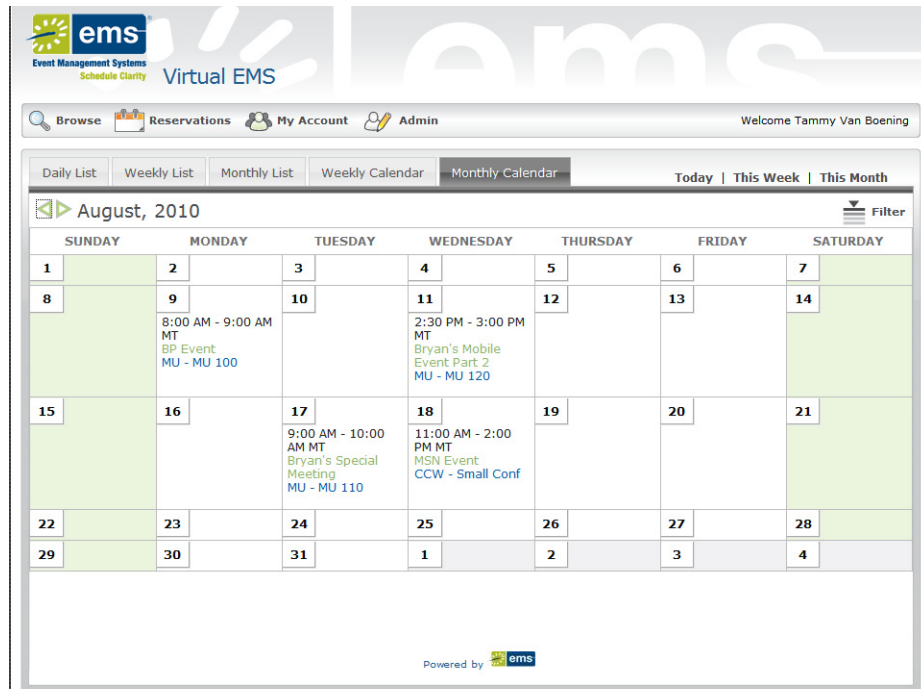 ems
Event Management Systems
Schedule Clarity
Virtual EMS
ems
Browse Reservations My Account Admin Welcome Tammy Van Boening
Daily List Weekly List Monthly List Weekly Calendar Monthly Calendar Today | This Week | This Month
August, 2010 Filter
SUNDAY MONDAY TUESDAY WEDNESDAY THURSDAY FRIDAY SATURDAY
1 2 3 4 5 6 7
8 9 10 11 12 13 14
8:00 AM - 9:00 AM
MT
BP Event
MU - MU 100
2:30 PM - 3:00 PM
MT
Bryan's Mobile
Event Part 2
MU - MU 120
15 16 17 18 19 20 21
9:00 AM - 10:00
AM MT
Bryan's Special
Meeting
MU - MU 110
11:00 AM - 2:00
PM MT
MSN Event
CCW - Small Conf
22 23 24 25 26 27 28
29 30 31 1 2 3 4
Powered by ems